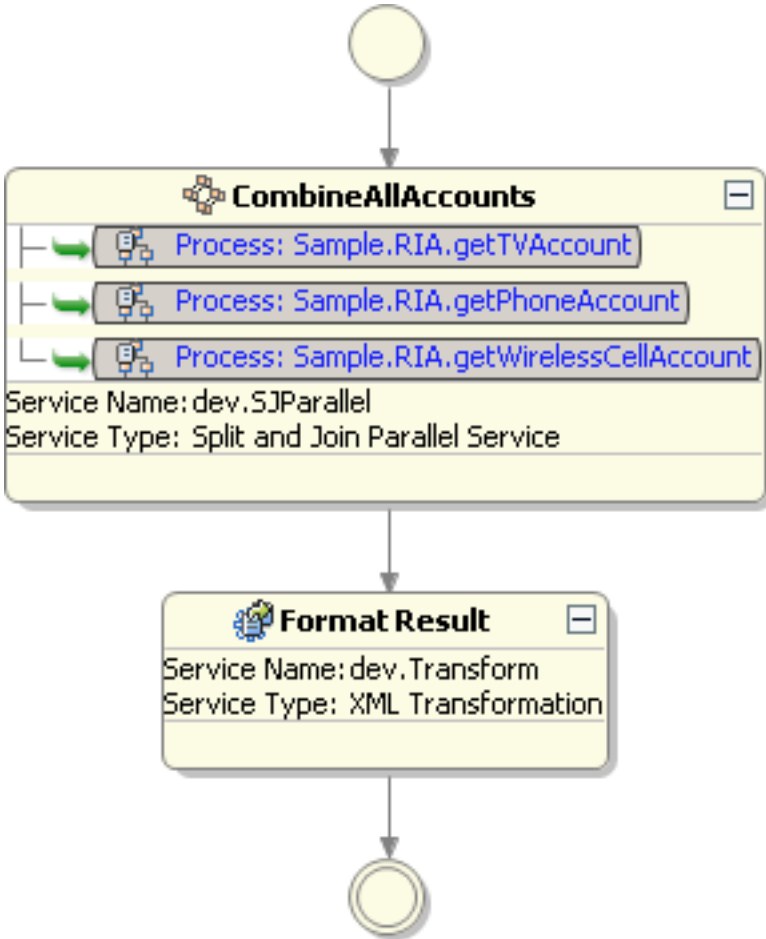 CombineAllAccounts
Process: Sample.RIA.getTVAccount
Process: Sample.RIA.getPhoneAccount
Process: Sample.RIA.getWirelessCellAccount
Service Name: dev.SJParallel
Service Type: Split and Join Parallel Service
Format Result
Service Name: dev.Transform
Service Type: XML Transformation